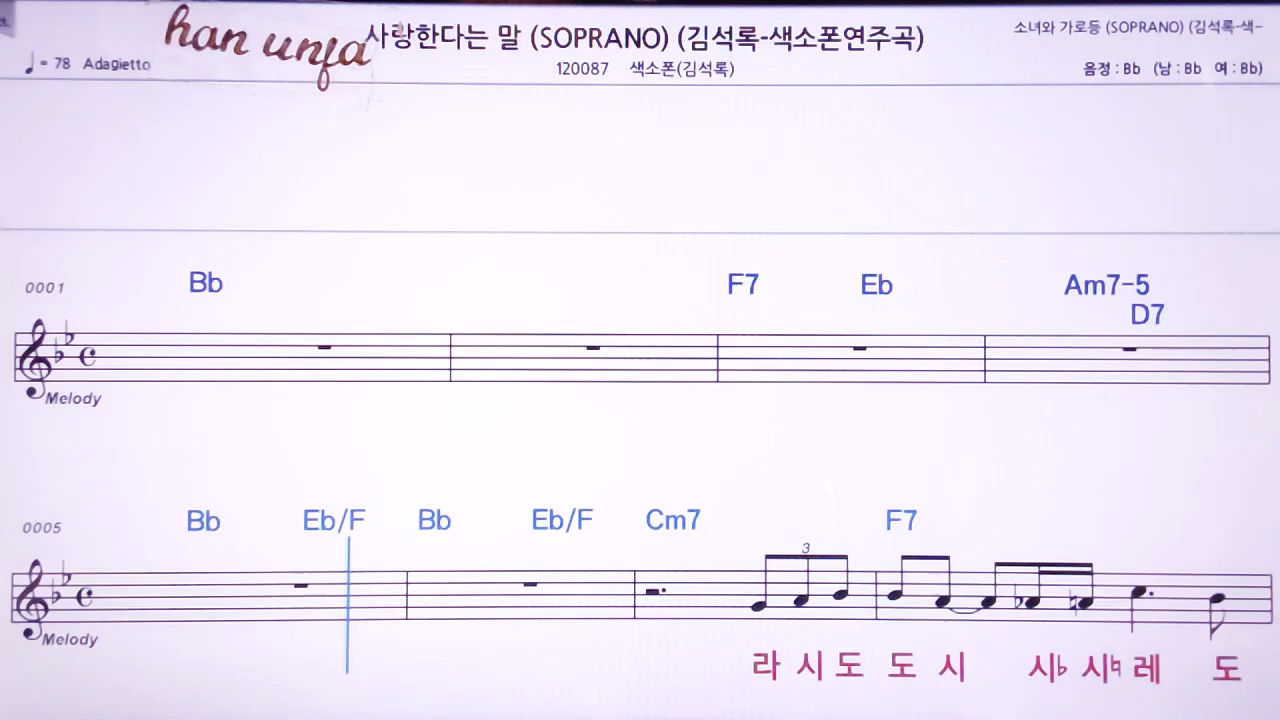 han unfa
사랑한다는 말 (SOPRANO) (김석록-색소폰연주곡)
소녀와 가로등 (SOPRANO) (김석록-색-
= 78 Adagietto
120087 색소폰(김석록)
음정 : Bb (남 : Bb 여 : Bb)
0001 Bb F7 Eb Am7-5
D7
Melody
0005 Bb Eb/F Bb Eb/F Cm7 F7
3
Melody
라 시 도 도 시 시♭ 시♮ 레 도